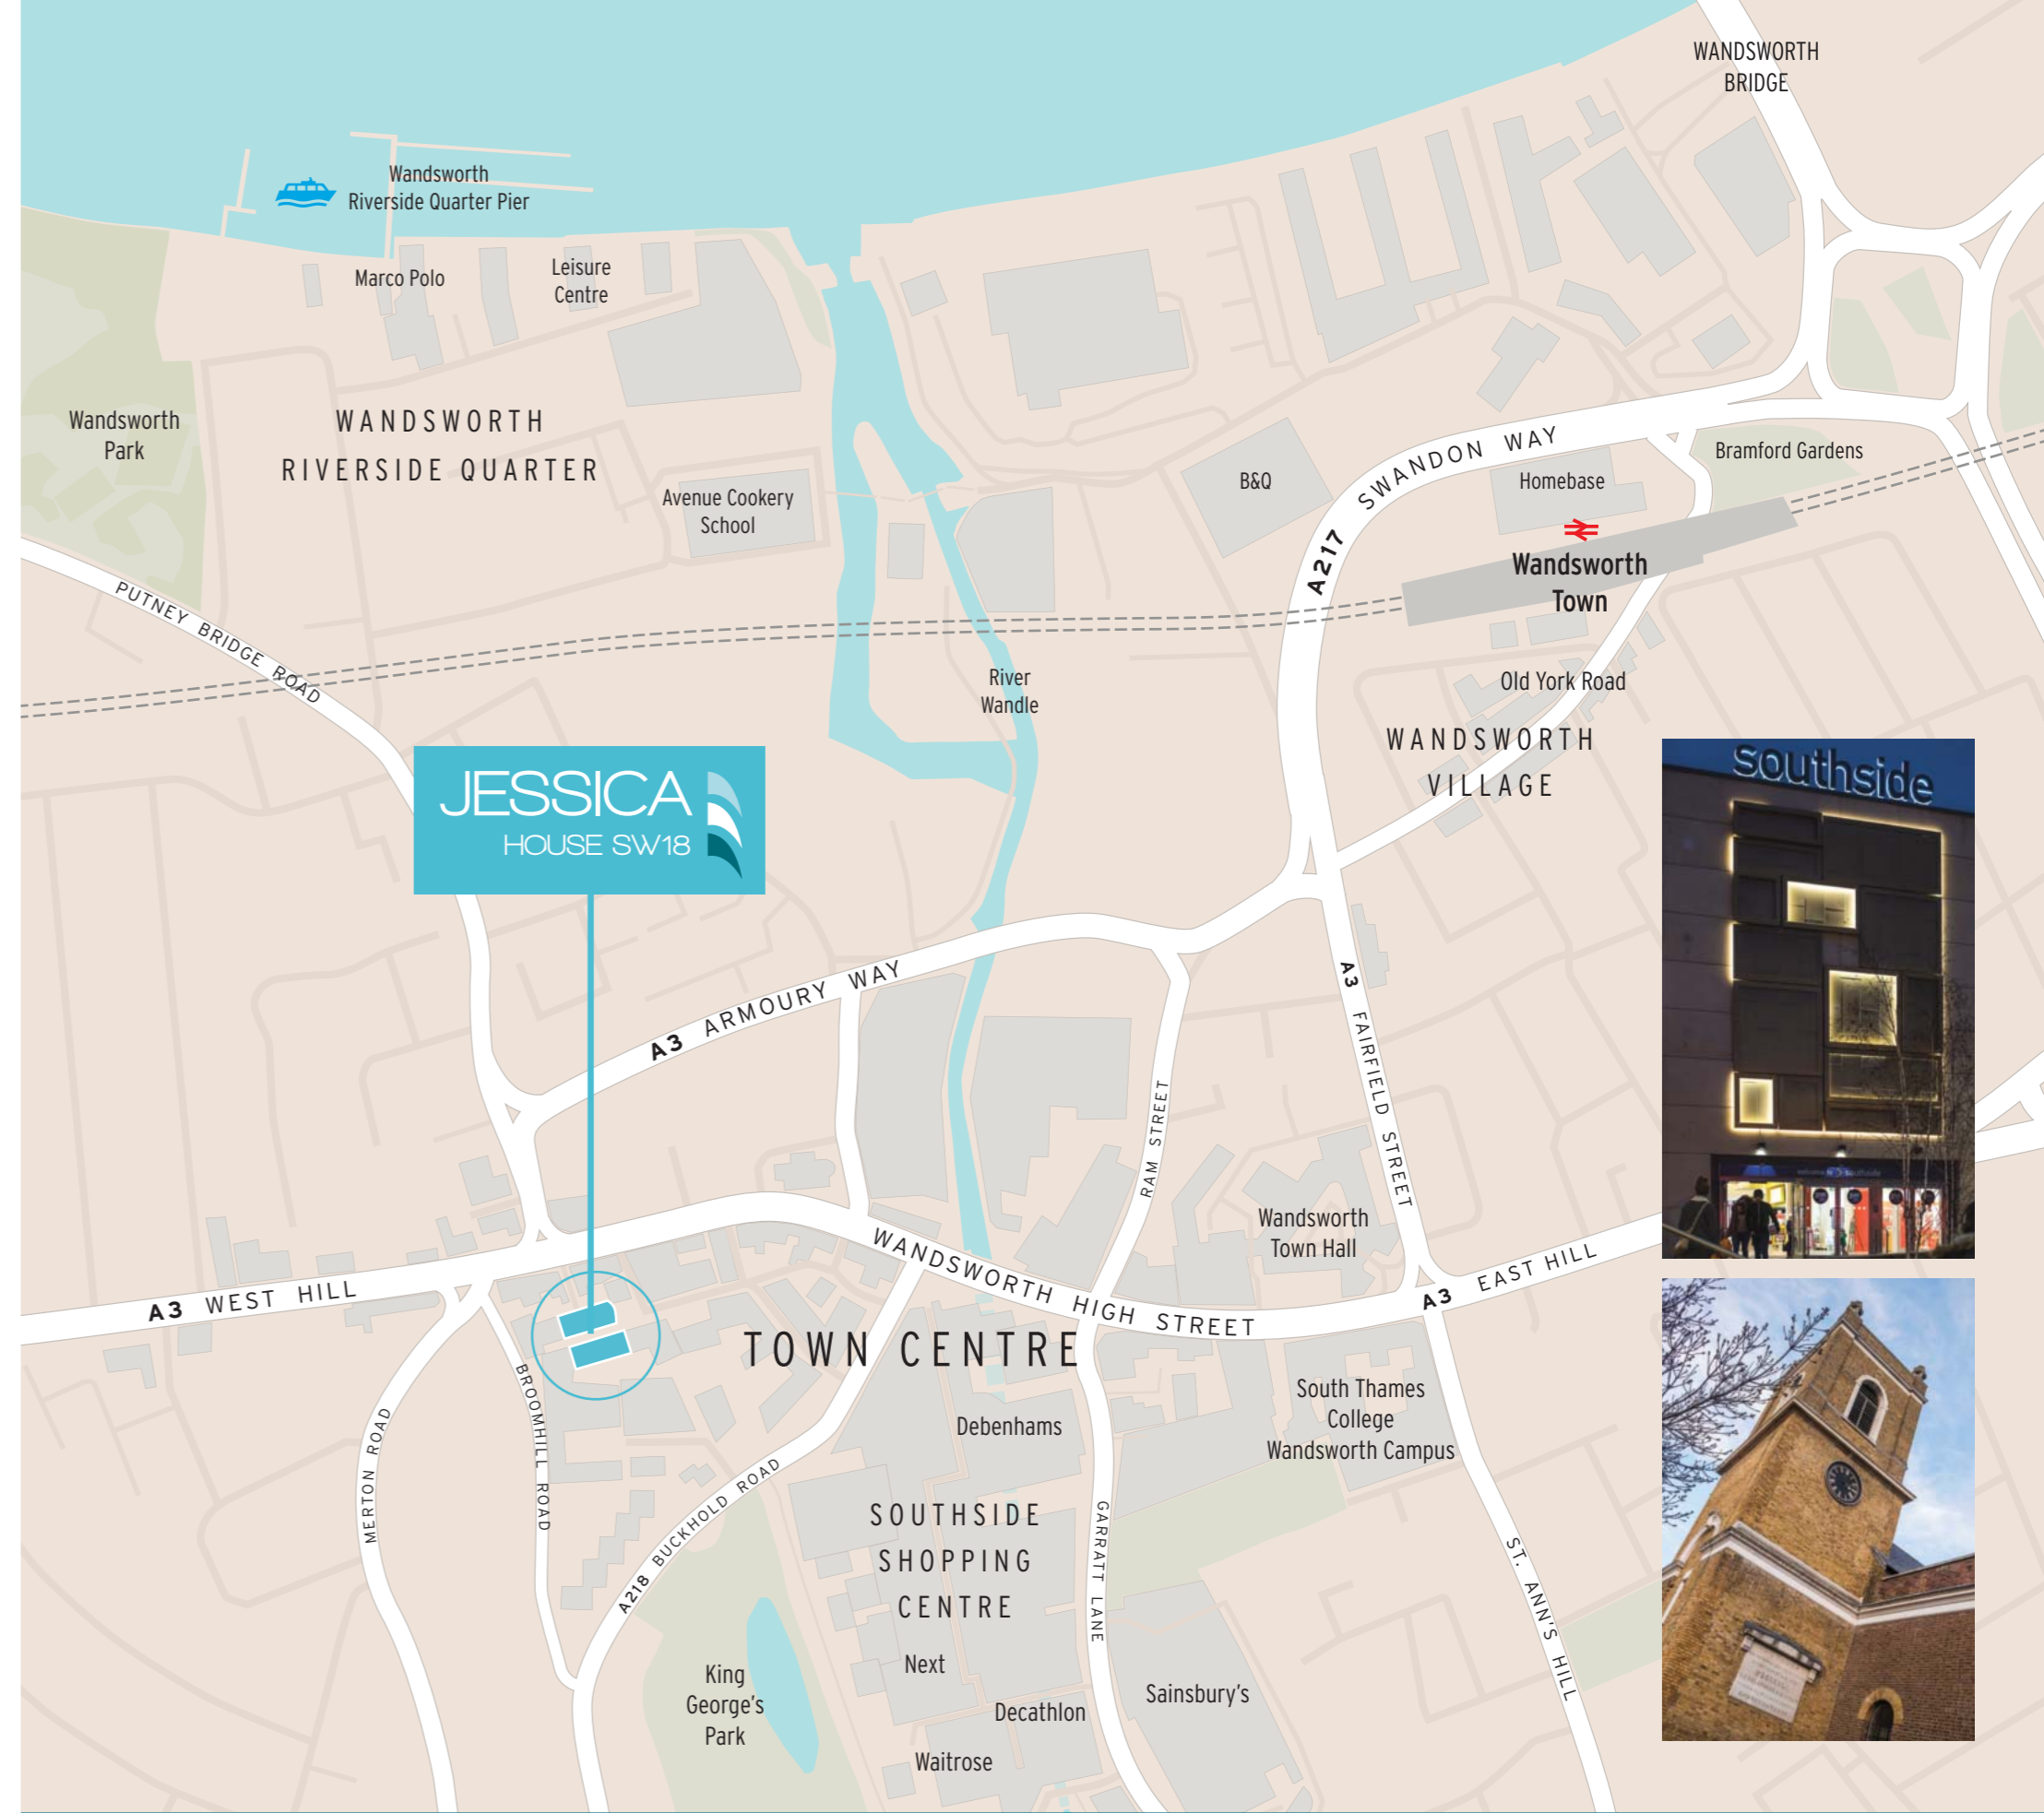 WANDSWORTH
BRIDGE
Wandsworth
Riverside Quarter Pier
Marco Polo
Leisure
Centre
Wandsworth
Park
WANDSWORTH
RIVERSIDE QUARTER
Avenue Cookery
School
B&Q
A217 SWANDON WAY
Homebase
Bramford Gardens
Wandsworth
Town
PUTNEY BRIDGE ROAD
River
Wandle
Old York Road
WANDSWORTH
VILLAGE
JESSICA
HOUSE SW18
southside
A3 ARMOURY WAY
A3 FAIRFIELD STREET
RAM STREET
Wandsworth
Town Hall
WANDSWORTH HIGH STREET
A3 EAST HILL
A3 WEST HILL
TOWN CENTRE
MERTON ROAD
BROOMHILL ROAD
A218 BUCKHOLD ROAD
Debenhams
South Thames
College
Wandsworth Campus
SOUTHSIDE
SHOPPING
CENTRE
GARRATT LANE
ST. ANN'S HILL
King
George's
Park
Next
Decathlon
Waitrose
Sainsbury's